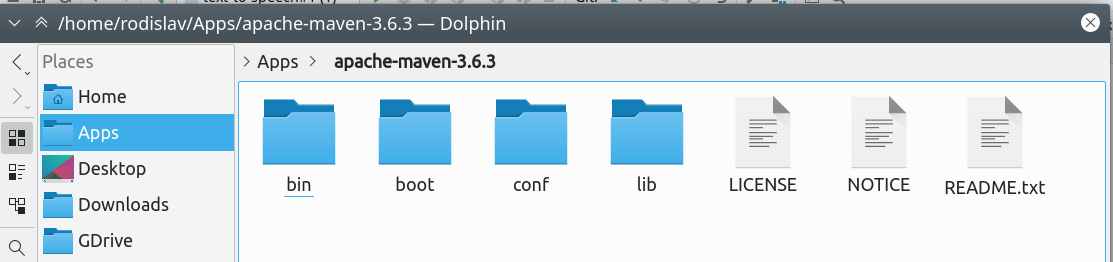 /home/rodislav/Apps/apache-maven-3.6.3 — Dolphin
Places
Home
Apps
Desktop
Downloads
GDrive
Apps
apache-maven-3.6.3
bin
boot
conf
lib
LICENSE
NOTICE
README.txt